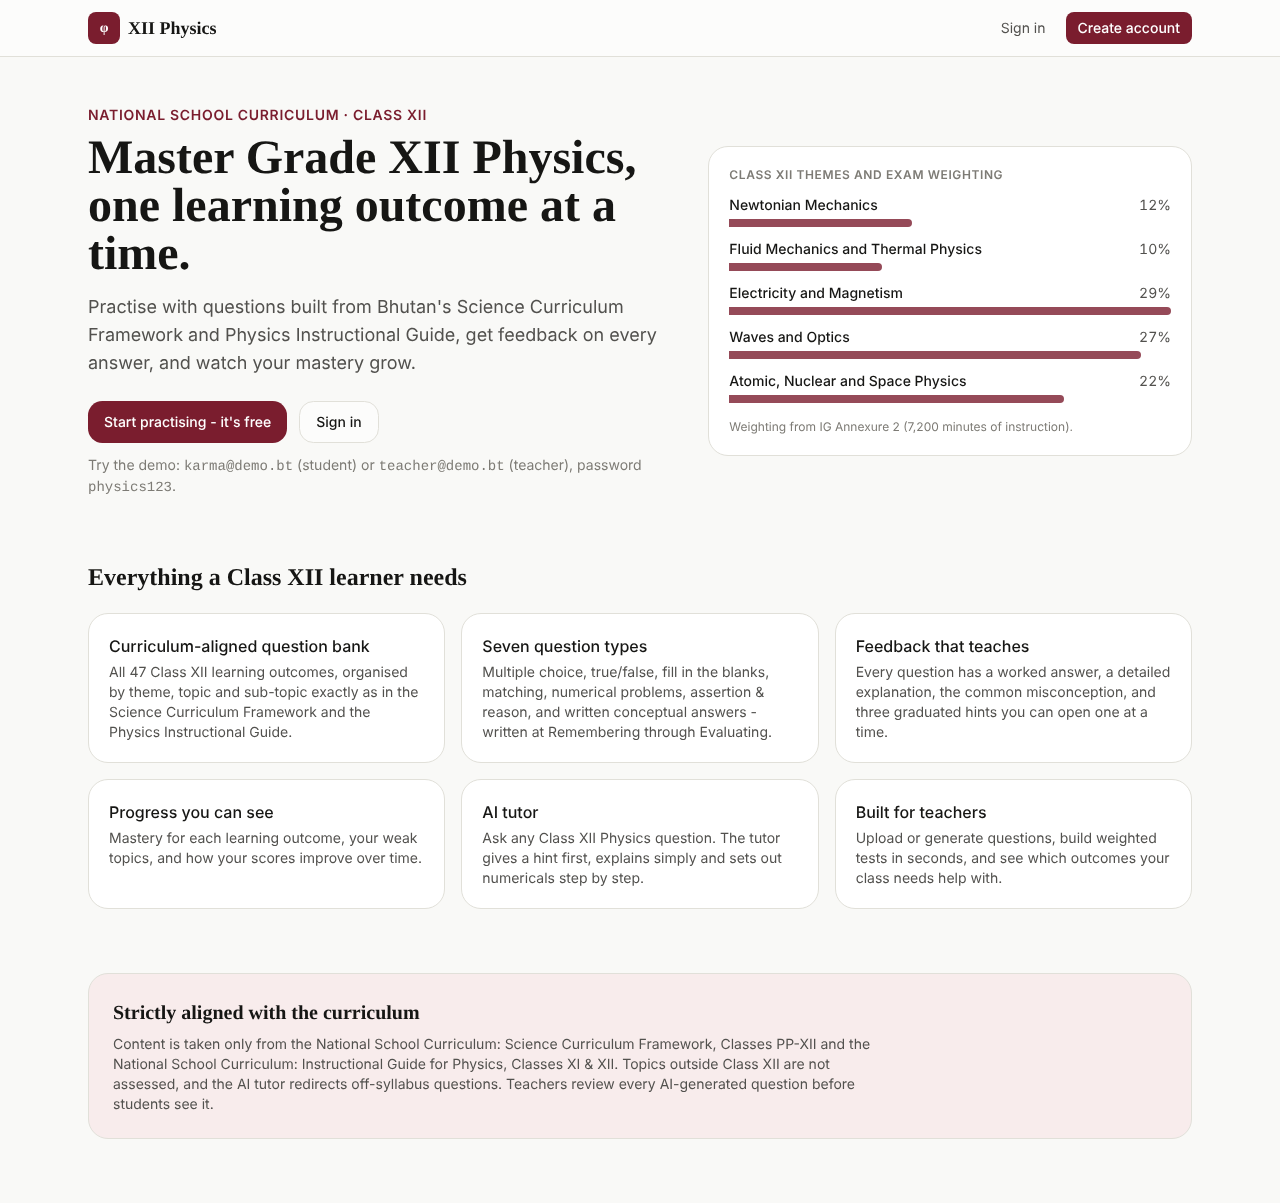 φ XII Physics
Sign in
Create account
NATIONAL SCHOOL CURRICULUM · CLASS XII
Master Grade XII Physics,
one learning outcome at a
time.
Practise with questions built from Bhutan's Science Curriculum
Framework and Physics Instructional Guide, get feedback on every
answer, and watch your mastery grow.
Start practising - it's free
Sign in
Try the demo: karma@demo.bt (student) or teacher@demo.bt (teacher), password
physics123.
CLASS XII THEMES AND EXAM WEIGHTING
Newtonian Mechanics 12%
Fluid Mechanics and Thermal Physics 10%
Electricity and Magnetism 29%
Waves and Optics 27%
Atomic, Nuclear and Space Physics 22%
Weighting from IG Annexure 2 (7,200 minutes of instruction).
Everything a Class XII learner needs
Curriculum-aligned question bank
All 47 Class XII learning outcomes, organised
by theme, topic and sub-topic exactly as in the
Science Curriculum Framework and the
Physics Instructional Guide.
Seven question types
Multiple choice, true/false, fill in the blanks,
matching, numerical problems, assertion &
reason, and written conceptual answers -
written at Remembering through Evaluating.
Feedback that teaches
Every question has a worked answer, a detailed
explanation, the common misconception, and
three graduated hints you can open one at a
time.
Progress you can see
Mastery for each learning outcome, your weak
topics, and how your scores improve over time.
AI tutor
Ask any Class XII Physics question. The tutor
gives a hint first, explains simply and sets out
numericals step by step.
Built for teachers
Upload or generate questions, build weighted
tests in seconds, and see which outcomes your
class needs help with.
Strictly aligned with the curriculum
Content is taken only from the National School Curriculum: Science Curriculum Framework, Classes PP-XII and the
National School Curriculum: Instructional Guide for Physics, Classes XI & XII. Topics outside Class XII are not
assessed, and the AI tutor redirects off-syllabus questions. Teachers review every AI-generated question before
students see it.